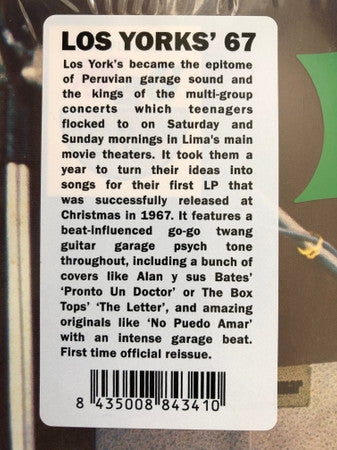 LOS YORKS' 67
Los York's became the epitome
of Peruvian garage sound and
the kings of the multi-group
concerts which teenagers
flocked to on Saturday and
Sunday mornings in Lima's main
movie theaters. It took them a
year to turn their ideas into
songs for their first LP that
was successfully released at
Christmas in 1967. It features a
beat-influenced go-go twang
guitar garage psych tone
throughout, including a bunch of
covers like Alan y sus Bates'
'Pronto Un Doctor' or The Box
Tops' 'The Letter', and amazing
originals like 'No Puedo Amar'
with an intense garage beat.
First time official reissue.
8 435008 843410